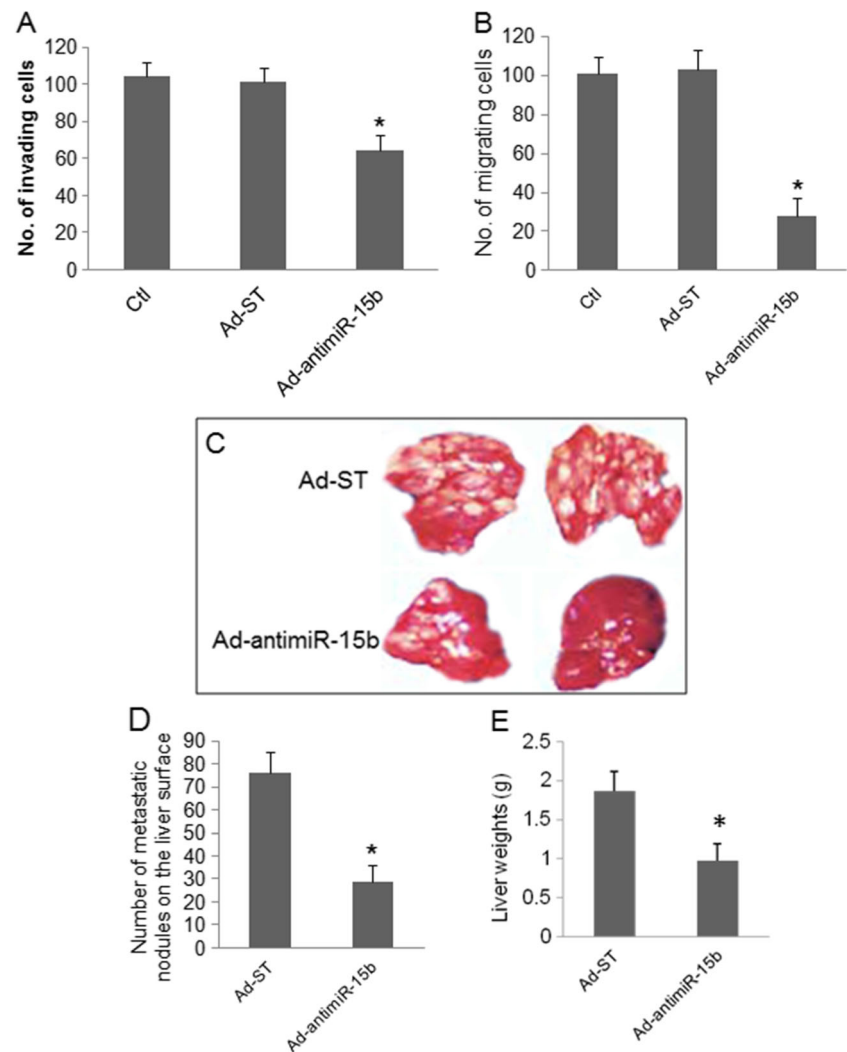 A
No. of invading cells
120
100
80
60
40
20
0
*
Ctl
Ad-ST
Ad-antimiR-15b
B
No. of migrating cells
120
100
80
60
40
20
0
*
Ctl
Ad-ST
Ad-antimiR-15b
C
Ad-ST
Ad-antimiR-15b
D
Number of metastatic
nodules on the liver surface
90
80
70
60
50
40
30
20
10
0
*
Ad-ST
Ad-antimiR-15b
E
Liver weights (g)
2.5
2
1.5
1
0.5
0
*
Ad-ST
Ad-antimiR-15b